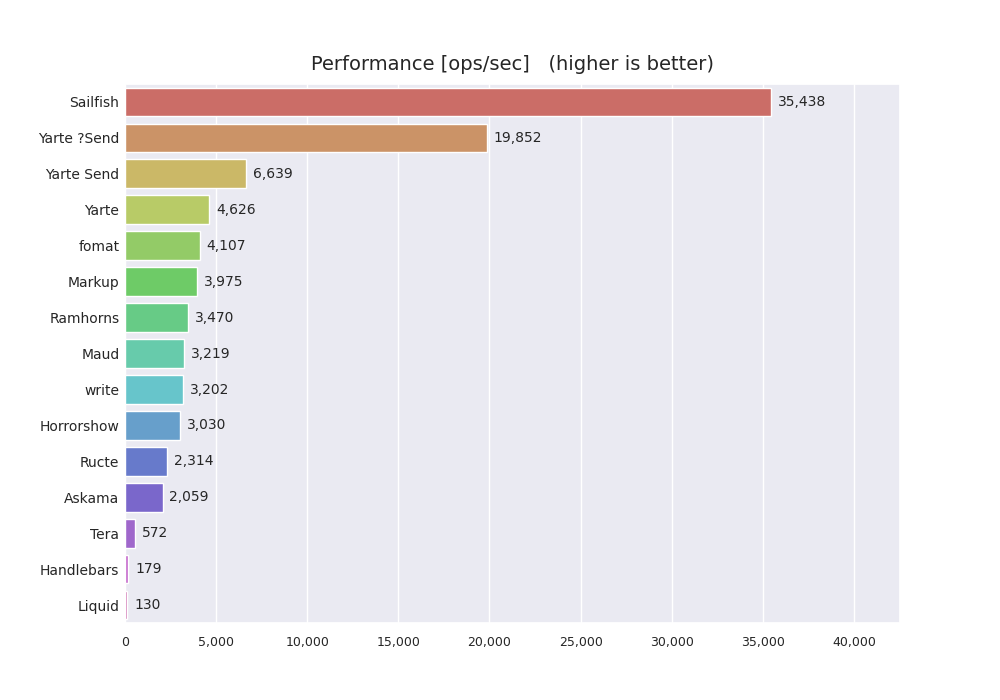 Performance [ops/sec]   (higher is better)
Sailfish 35,438
Yarte ?Send 19,852
Yarte Send 6,639
Yarte 4,626
fomat 4,107
Markup 3,975
Ramhorns 3,470
Maud 3,219
write 3,202
Horrorshow 3,030
Ructe 2,314
Askama 2,059
Tera 572
Handlebars 179
Liquid 130
0 5,000 10,000 15,000 20,000 25,000 30,000 35,000 40,000